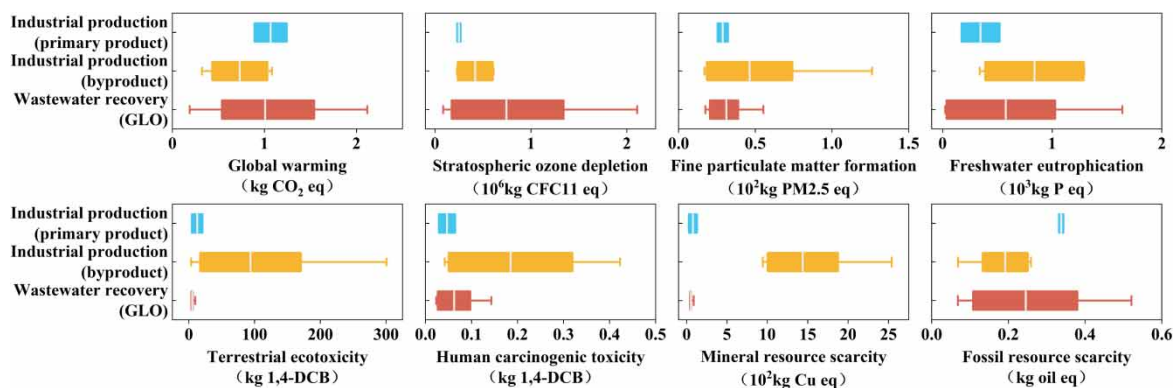 Industrial production
(primary product)
Industrial production
(byproduct)
Wastewater recovery
(GLO)
0 1 2
Global warming
(kg CO₂ eq)
0 1 2
Stratospheric ozone depletion
(10⁶kg CFC11 eq)
0 0.5 1.0 1.5
Fine particulate matter formation
(10²kg PM2.5 eq)
0 1 2
Freshwater eutrophication
(10³kg P eq)
Industrial production
(primary product)
Industrial production
(byproduct)
Wastewater recovery
(GLO)
0 100 200 300
Terrestrial ecotoxicity
(kg 1,4-DCB)
0.0 0.1 0.2 0.3 0.4 0.5
Human carcinogenic toxicity
(kg 1,4-DCB)
0 5 10 15 20 25
Mineral resource scarcity
(10²kg Cu eq)
0.0 0.2 0.4 0.6
Fossil resource scarcity
(kg oil eq)